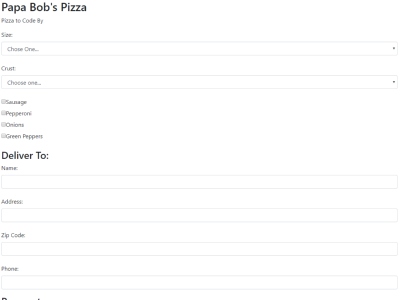 Papa Bob's Pizza
Pizza to Code By
Size:
Chose One...
Crust:
Choose one...
Sausage
Pepperoni
Onions
Green Peppers
Deliver To:
Name:
Address:
Zip Code:
Phone: